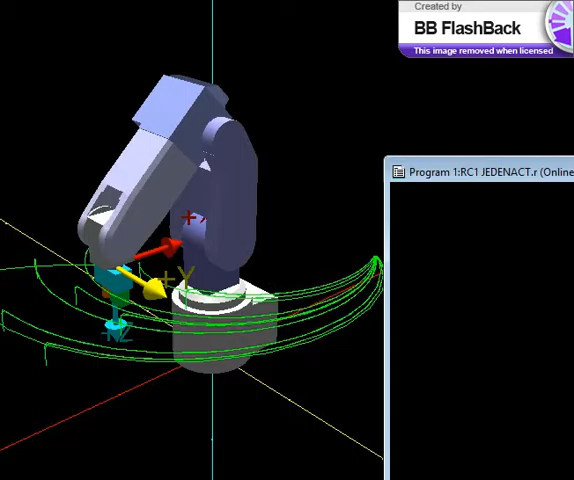 Created by
BB FlashBack
This image removed when licensed
Program 1:RC1 JEDENACT.r (Online
+Y